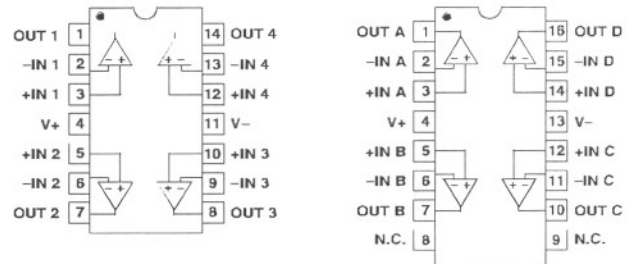 OUT 1 1 14 OUT 4
−IN 1 2 13 −IN 4
+IN 1 3 12 +IN 4
V+ 4 11 V−
+IN 2 5 10 +IN 3
−IN 2 6 9 −IN 3
OUT 2 7 8 OUT 3
OUT A 1 16 OUT D
−IN A 2 15 −IN D
+IN A 3 14 +IN D
V+ 4 13 V−
+IN B 5 12 +IN C
−IN B 6 11 −IN C
OUT B 7 10 OUT C
N.C. 8 9 N.C.